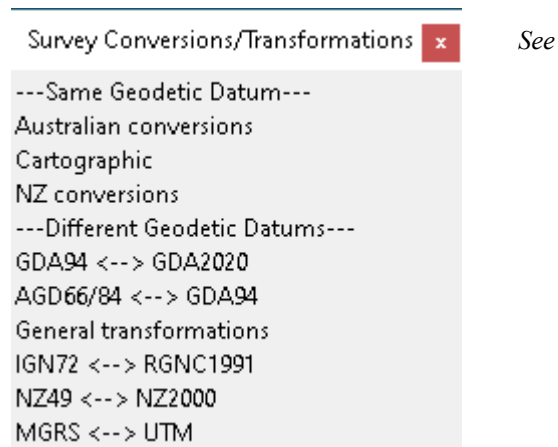 Survey Conversions/Transformations x See
---Same Geodetic Datum---
Australian conversions
Cartographic
NZ conversions
---Different Geodetic Datums---
GDA94 <--> GDA2020
AGD66/84 <--> GDA94
General transformations
IGN72 <--> RGNC1991
NZ49 <--> NZ2000
MGRS <--> UTM